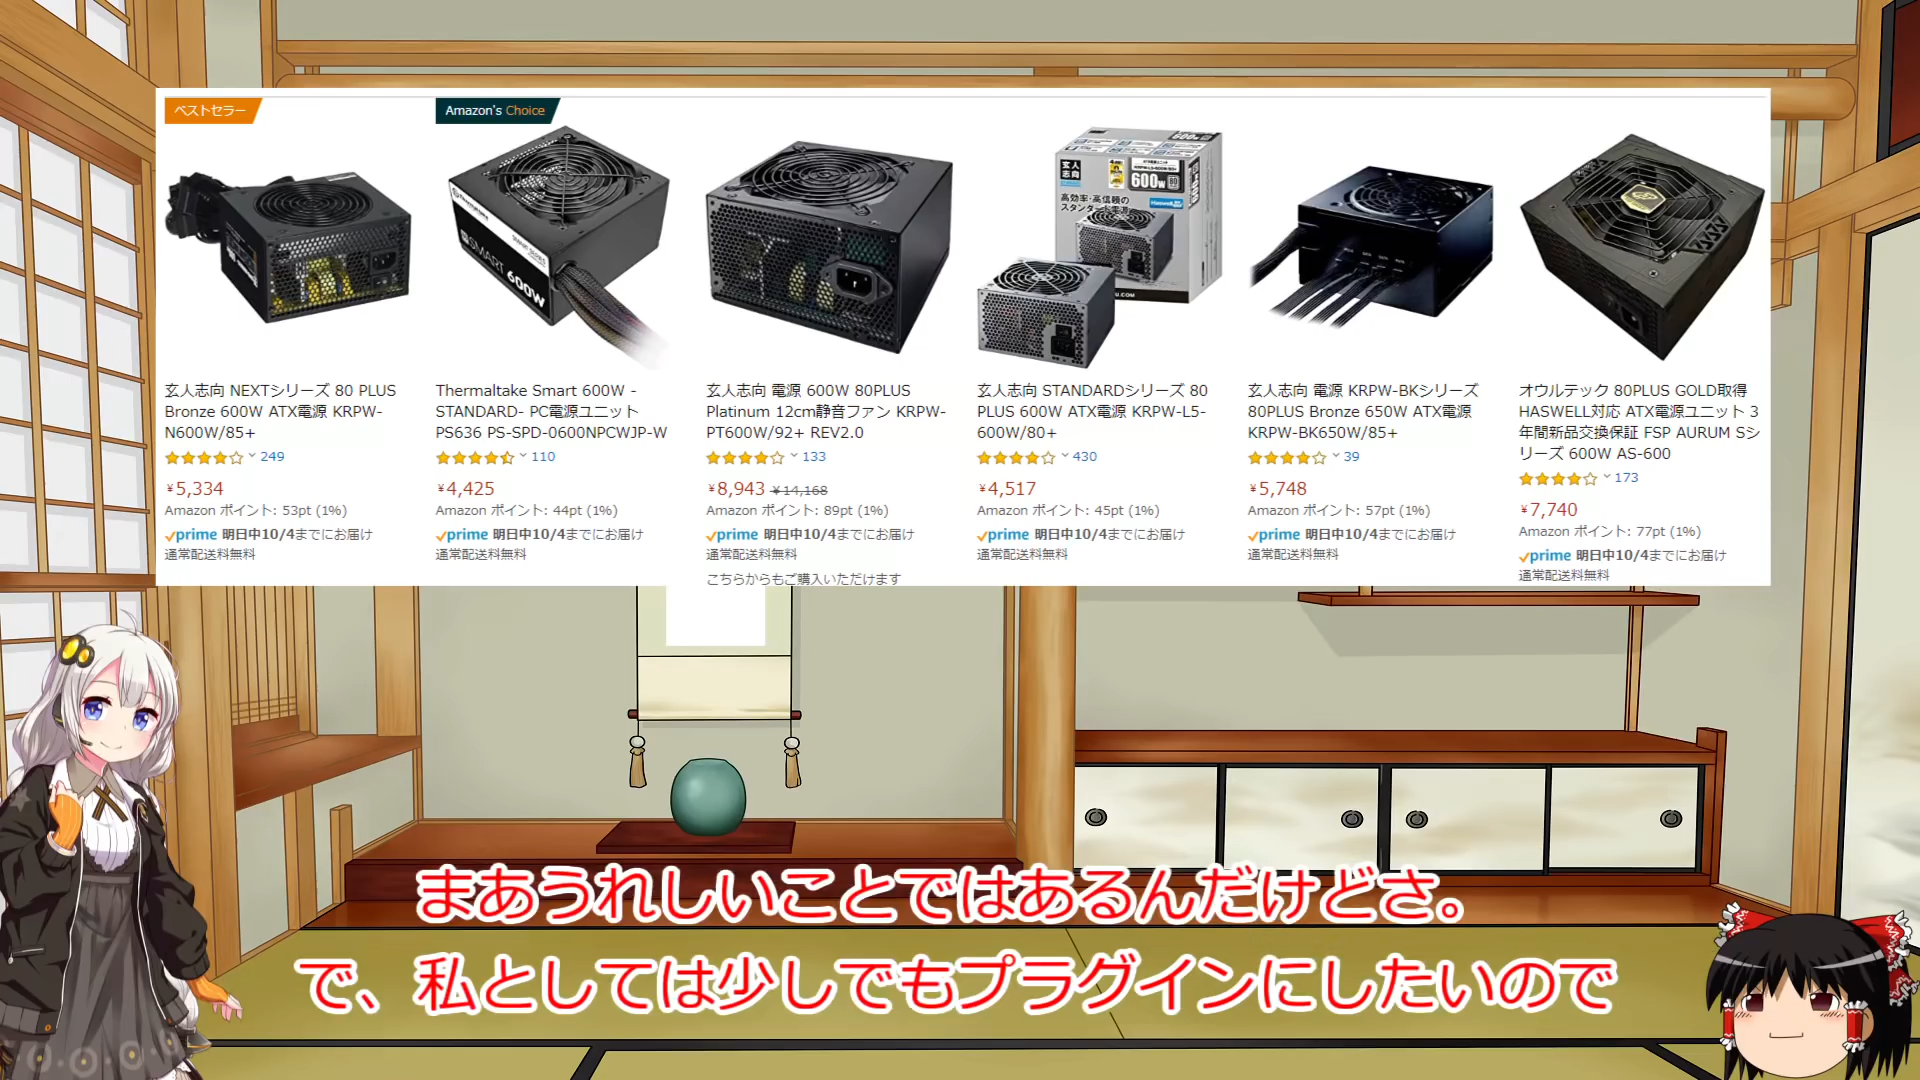 ベストセラー
Amazon's Choice
SMART 600W
玄人志向
600w
高効率・高信頼の
玄人志向 NEXTシリーズ 80 PLUS
Bronze 600W ATX電源 KRPW-
N600W/85+
249
¥5,334
Amazon ポイント: 53pt (1%)
prime 明日中10/4までにお届け
通常配送料無料
Thermaltake Smart 600W -
STANDARD- PC電源ユニット
PS636 PS-SPD-0600NPCWJP-W
110
¥4,425
Amazon ポイント: 44pt (1%)
prime 明日中10/4までにお届け
通常配送料無料
玄人志向 電源 600W 80PLUS
Platinum 12cm静音ファン KRPW-
PT600W/92+ REV2.0
133
¥8,943 ¥14,168
Amazon ポイント: 89pt (1%)
prime 明日中10/4までにお届け
通常配送料無料
こちらからもご購入いただけます
玄人志向 STANDARDシリーズ 80
PLUS 600W ATX電源 KRPW-L5-
600W/80+
430
¥4,517
Amazon ポイント: 45pt (1%)
prime 明日中10/4までにお届け
通常配送料無料
玄人志向 電源 KRPW-BKシリーズ
80PLUS Bronze 650W ATX電源
KRPW-BK650W/85+
39
¥5,748
Amazon ポイント: 57pt (1%)
prime 明日中10/4までにお届け
通常配送料無料
オウルテック 80PLUS GOLD取得
HASWELL対応 ATX電源ユニット 3
年間新品交換保証 FSP AURUM Sシ
リーズ 600W AS-600
173
¥7,740
Amazon ポイント: 77pt (1%)
prime 明日中10/4までにお届け
通常配送料無料
まあうれしいことではあるんだけどさ。
で、私としては少しでもプラグインにしたいので